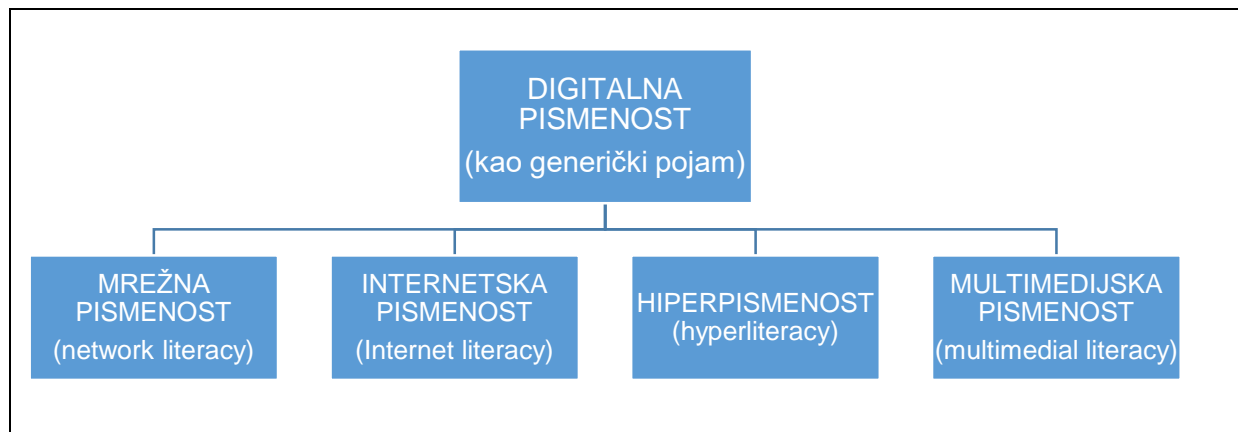 DIGITALNA
PISMENOST
(kao generički pojam)
MREŽNA
PISMENOST
(network literacy)
INTERNETSKA
PISMENOST
(Internet literacy)
HIPERPISMENOST
(hyperliteracy)
MULTIMEDIJSKA
PISMENOST
(multimedial literacy)